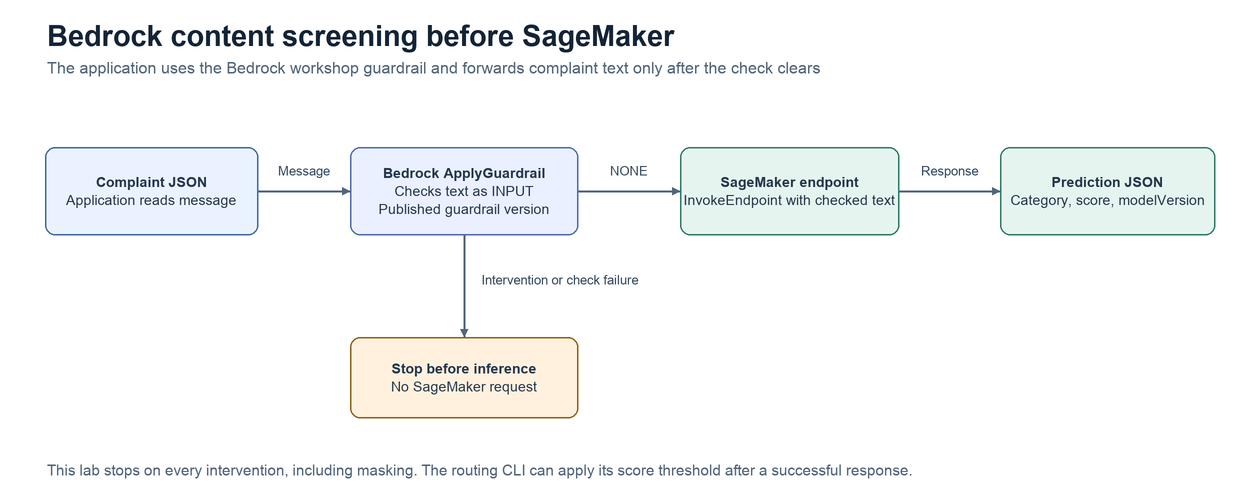 Bedrock content screening before SageMaker
The application uses the Bedrock workshop guardrail and forwards complaint text only after the check clears
Complaint JSON
Application reads message
Message
Bedrock ApplyGuardrail
Checks text as INPUT
Published guardrail version
NONE
SageMaker endpoint
InvokeEndpoint with checked text
Response
Prediction JSON
Category, score, modelVersion
Intervention or check failure
Stop before inference
No SageMaker request
This lab stops on every intervention, including masking. The routing CLI can apply its score threshold after a successful response.